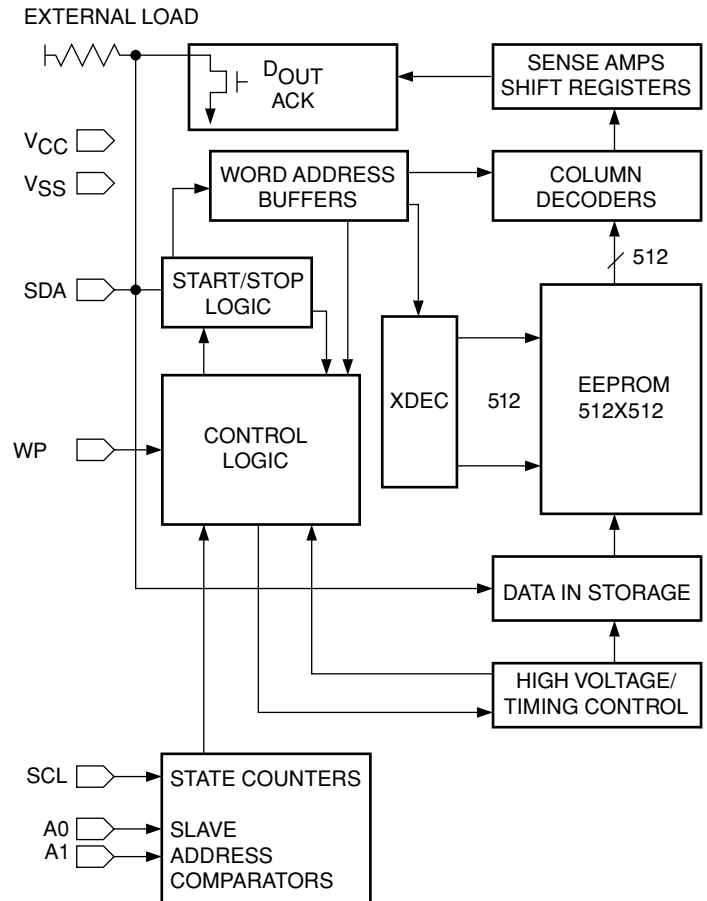 EXTERNAL LOAD
DOUT
ACK
SENSE AMPS
SHIFT REGISTERS
VCC
VSS
WORD ADDRESS
BUFFERS
COLUMN
DECODERS
512
SDA
START/STOP
LOGIC
XDEC
512
EEPROM
512X512
WP
CONTROL
LOGIC
DATA IN STORAGE
HIGH VOLTAGE/
TIMING CONTROL
SCL
STATE COUNTERS
A0
SLAVE
A1
ADDRESS
COMPARATORS